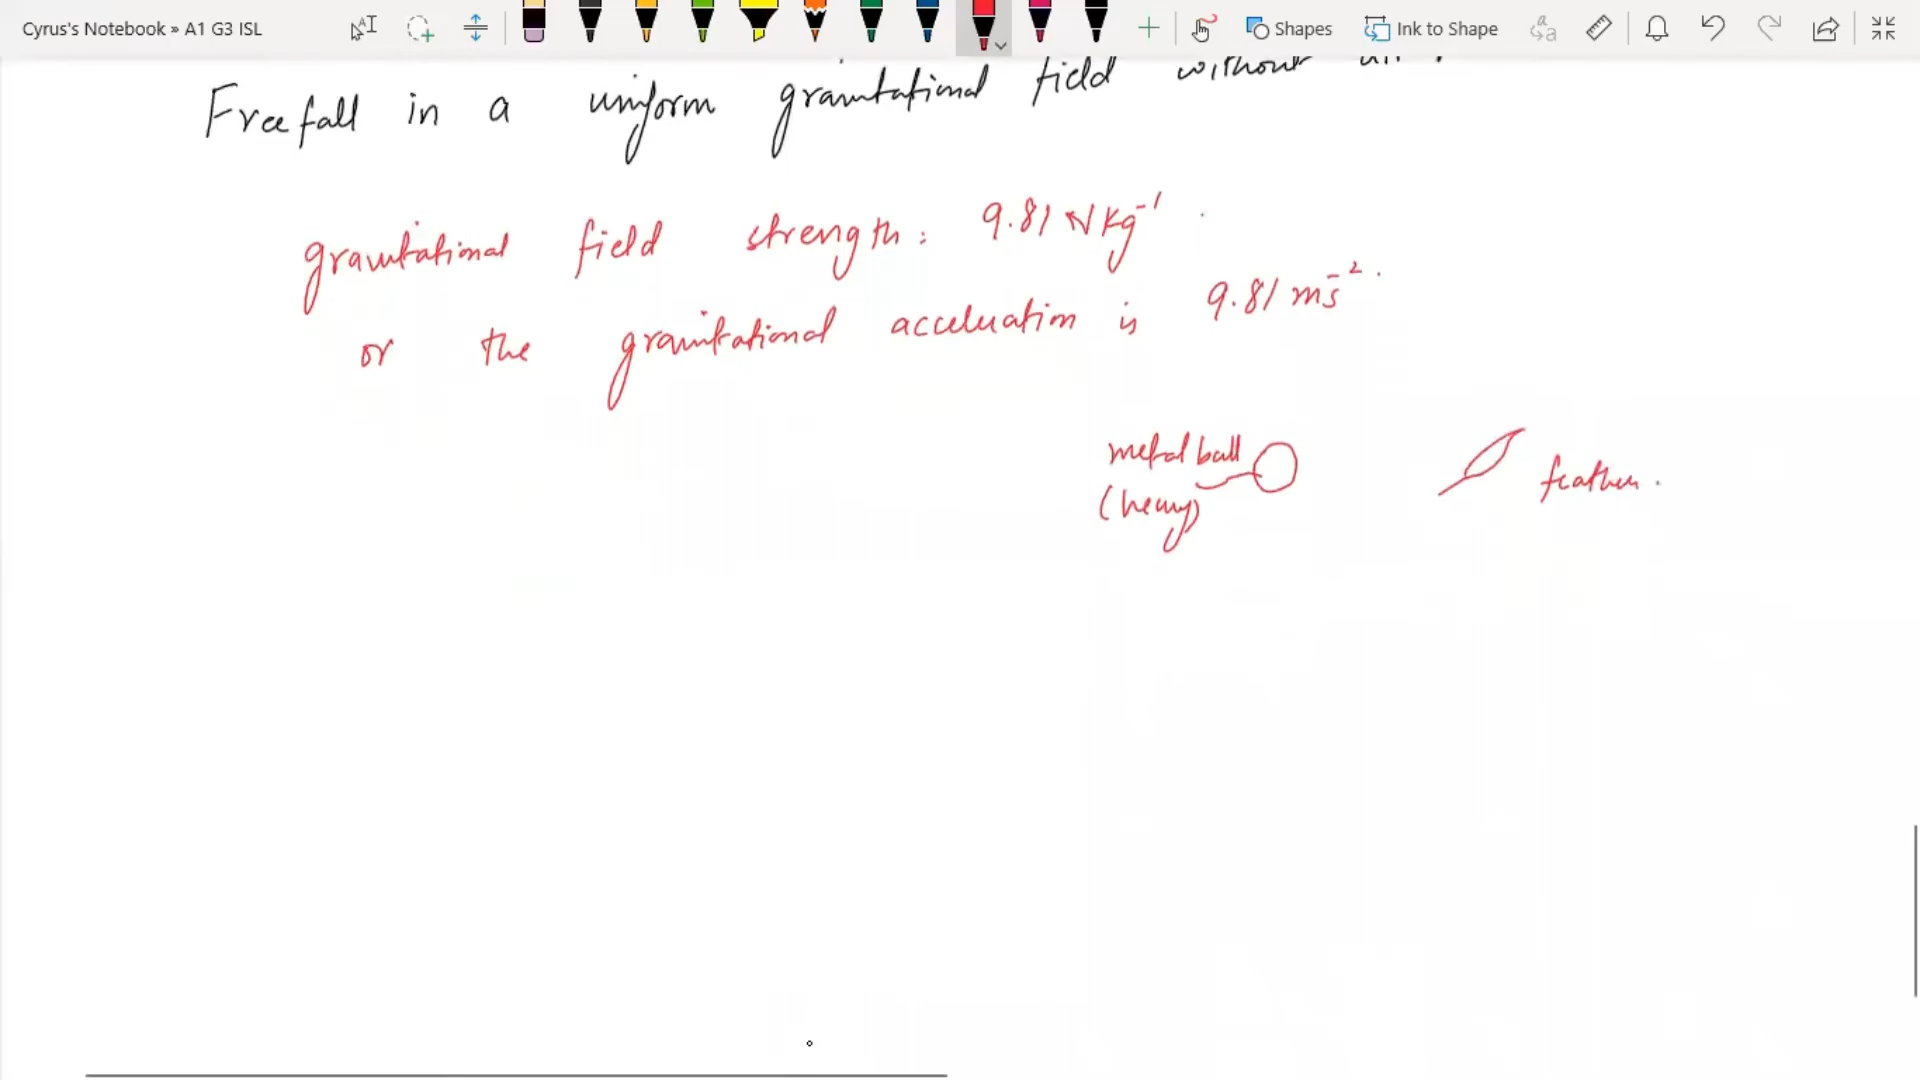 Cyrus's Notebook » A1 G3 ISL
Shapes
Ink to Shape
Free fall in a uniform gravitational field without
gravitational field strength: 9.81 N kg⁻¹.
or the gravitational acceleration is 9.81 ms⁻².
metal ball
(heavy)
feather.